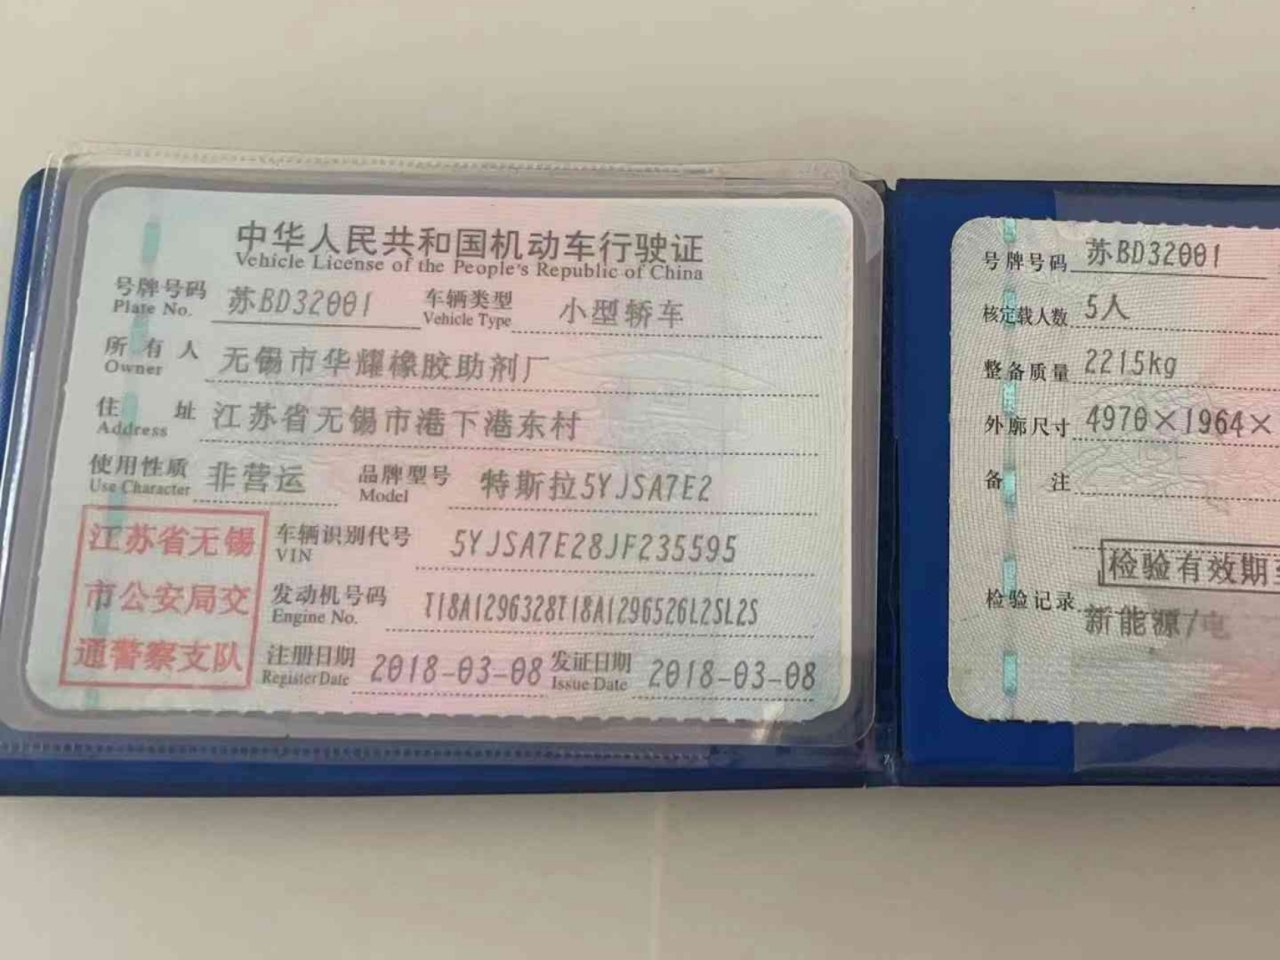 中华人民共和国机动车行驶证
Vehicle License of the People's Republic of China
号牌号码 苏BD32001 车辆类型 小型轿车
Plate No. Vehicle Type
所有人 无锡市华耀橡胶助剂厂
Owner
住址 江苏省无锡市港下港东村
Address
使用性质 非营运 品牌型号 特斯拉5YJSA7E2
Use Character Model
江苏省无锡
市公安局交
通警察支队
车辆识别代号 5YJSA7E28JF235595
VIN
发动机号码 T18A1296328T18A1296526L2SL2S
Engine No.
注册日期 2018-03-08 发证日期 2018-03-08
Register Date Issue Date
号牌号码 苏BD32001
核定载人数 5人
整备质量 2215kg
外廓尺寸 4970×1964×
备注
检验有效期至
检验记录
新能源/电